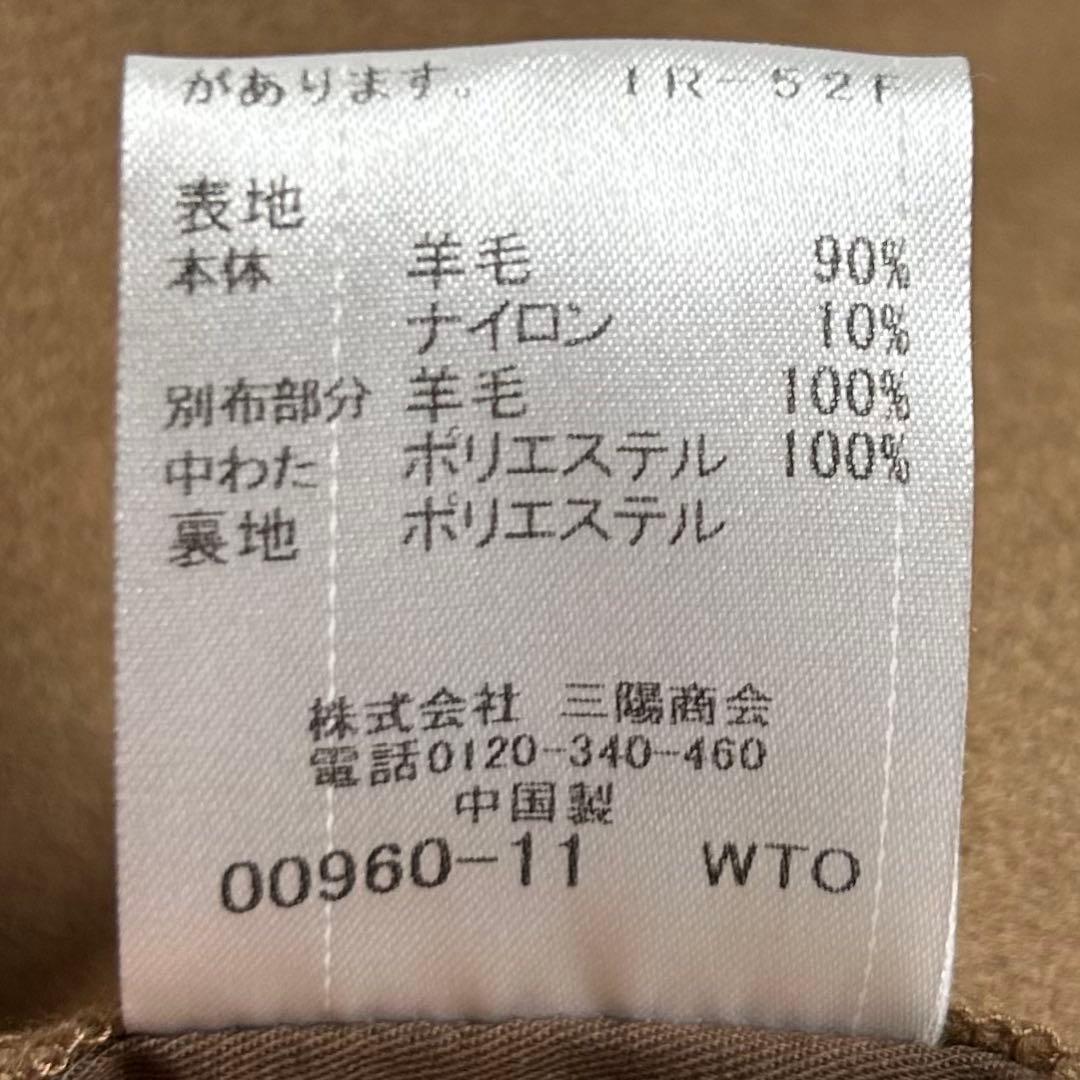 があります。 IR-52F
表地
本体 羊毛 90%
ナイロン 10%
別布部分 羊毛 100%
中わた ポリエステル 100%
裏地 ポリエステル
株式会社 三陽商会
電話0120-340-460
中国製
00960-11 WTO